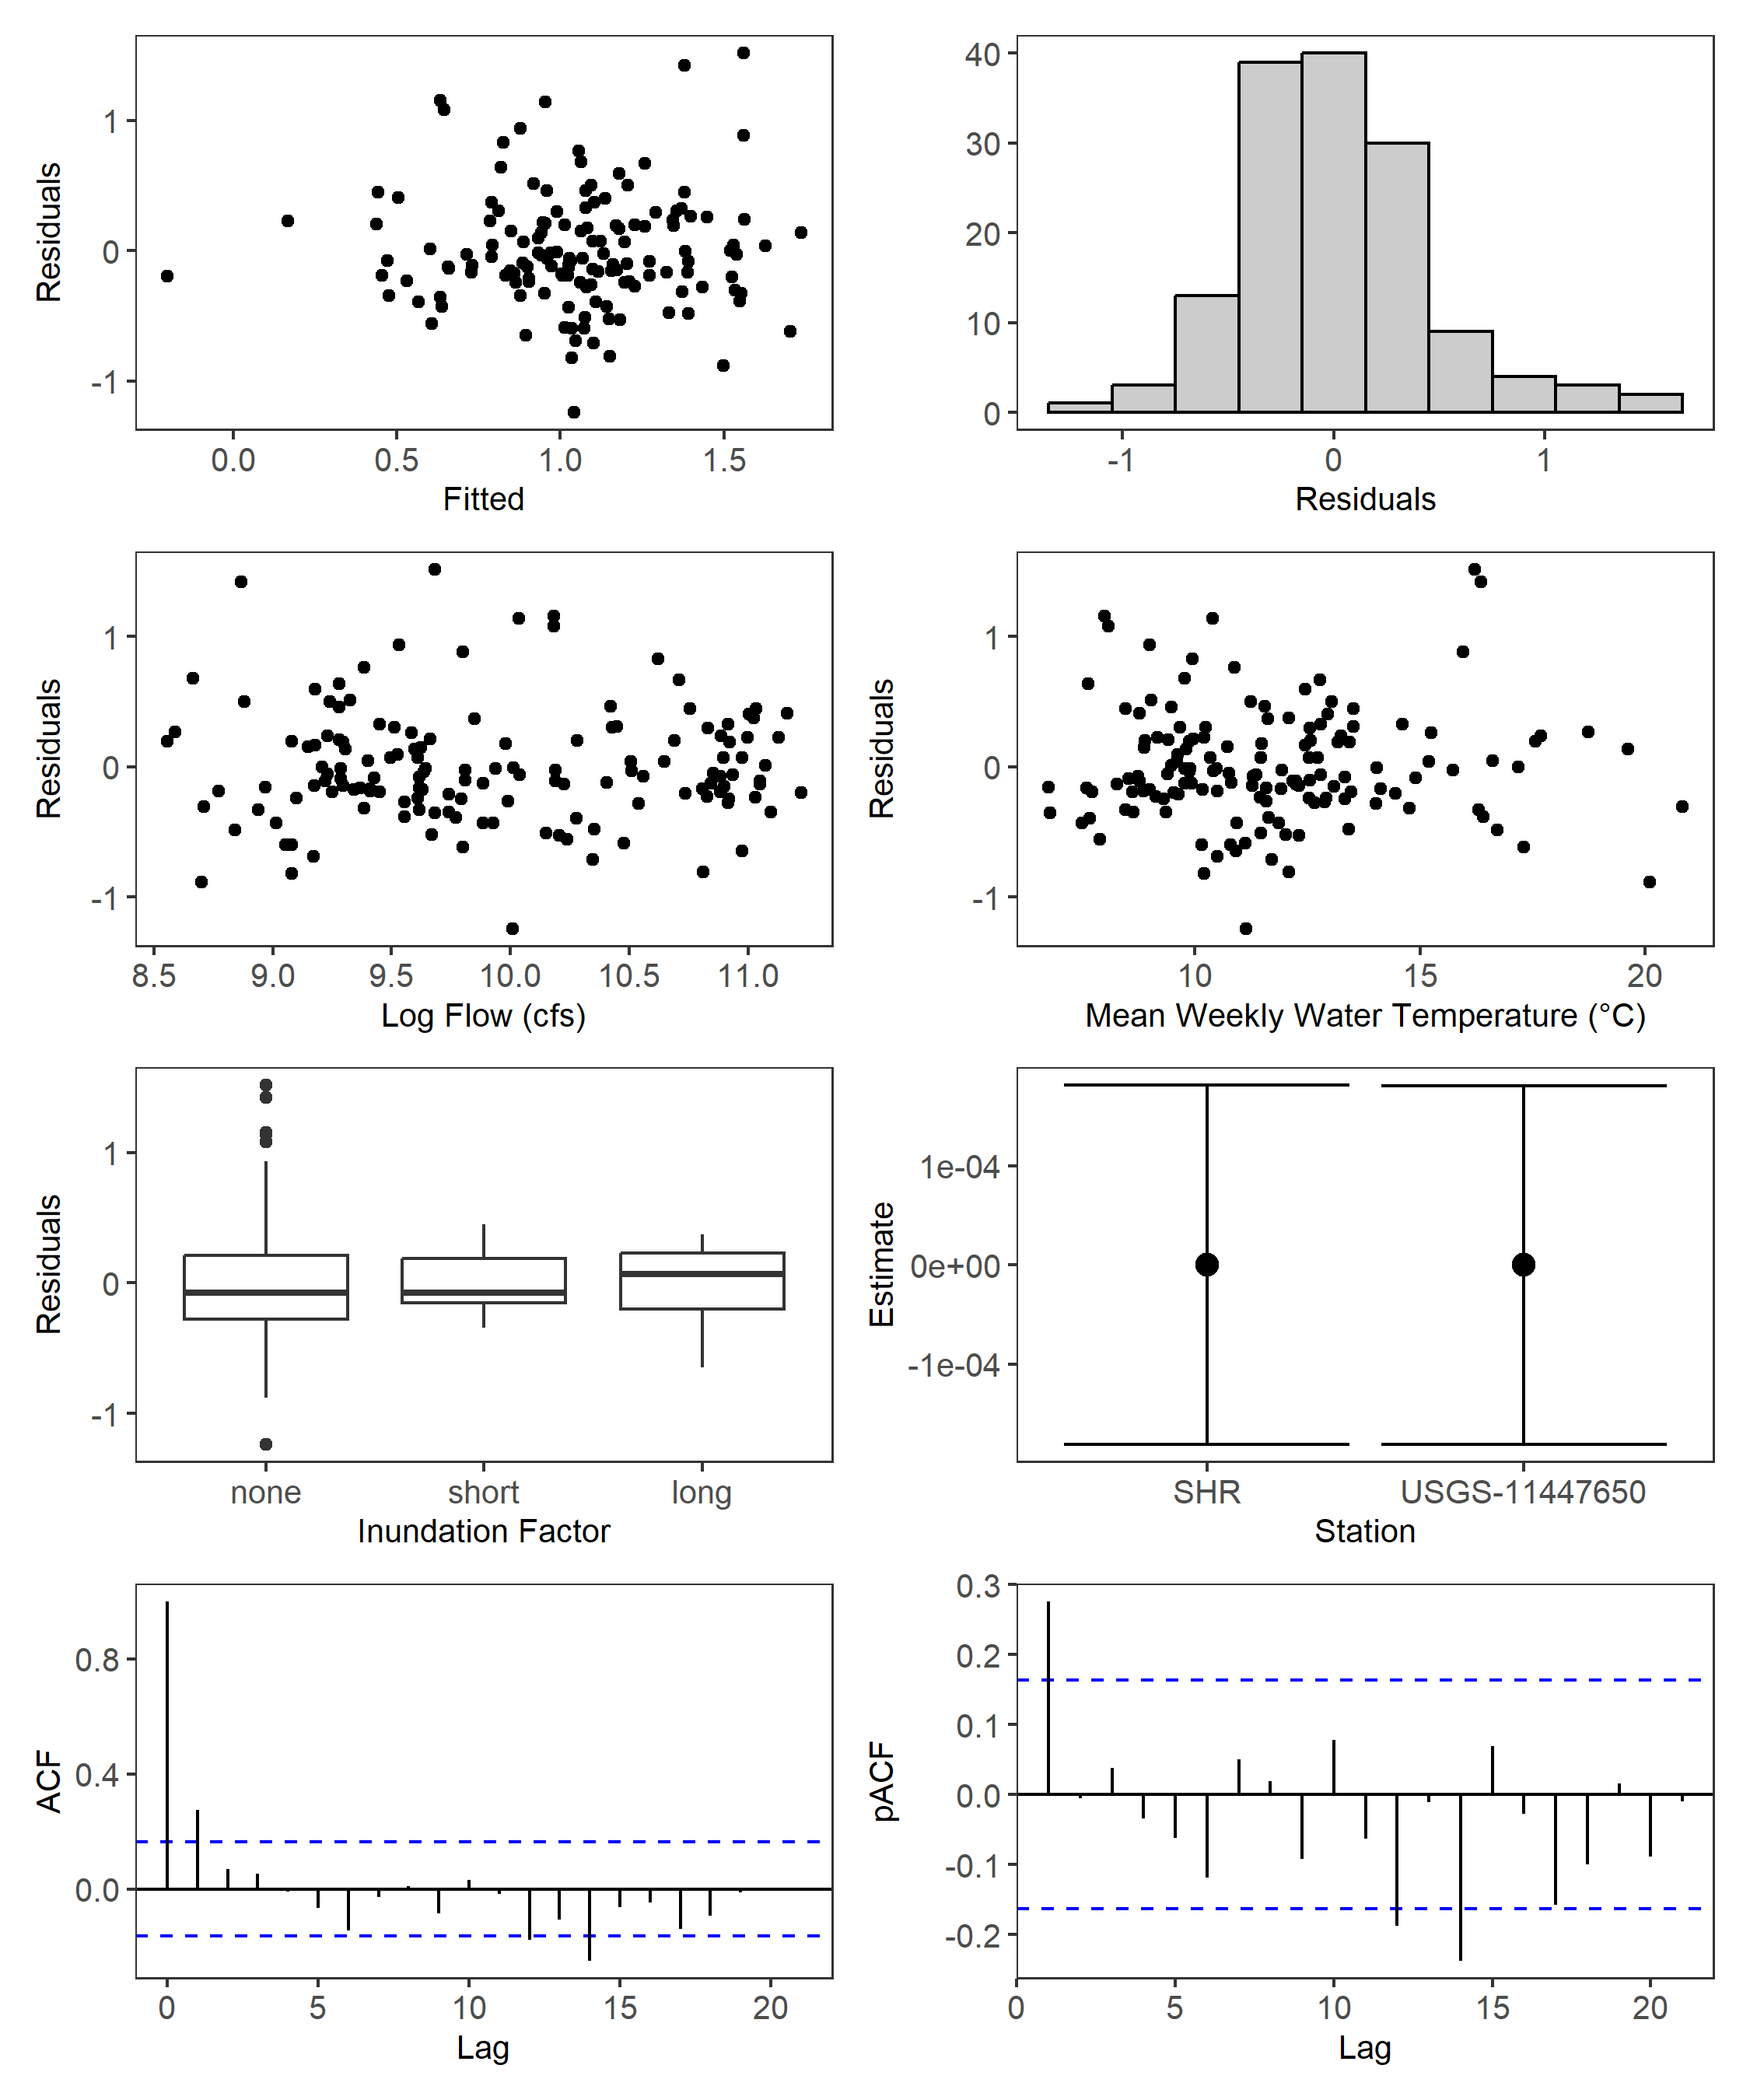 1
0
-1
Residuals
0.0 0.5 1.0 1.5
Fitted
40
30
20
10
0
-1 0 1
Residuals
1
0
-1
Residuals
8.5 9.0 9.5 10.0 10.5 11.0
Log Flow (cfs)
1
0
-1
Residuals
10 15 20
Mean Weekly Water Temperature (°C)
1
0
-1
Residuals
none short long
Inundation Factor
1e-04
0e+00
-1e-04
Estimate
SHR USGS-11447650
Station
0.8
0.4
0.0
ACF
0 5 10 15 20
Lag
0.3
0.2
0.1
0.0
-0.1
-0.2
pACF
0 5 10 15 20
Lag